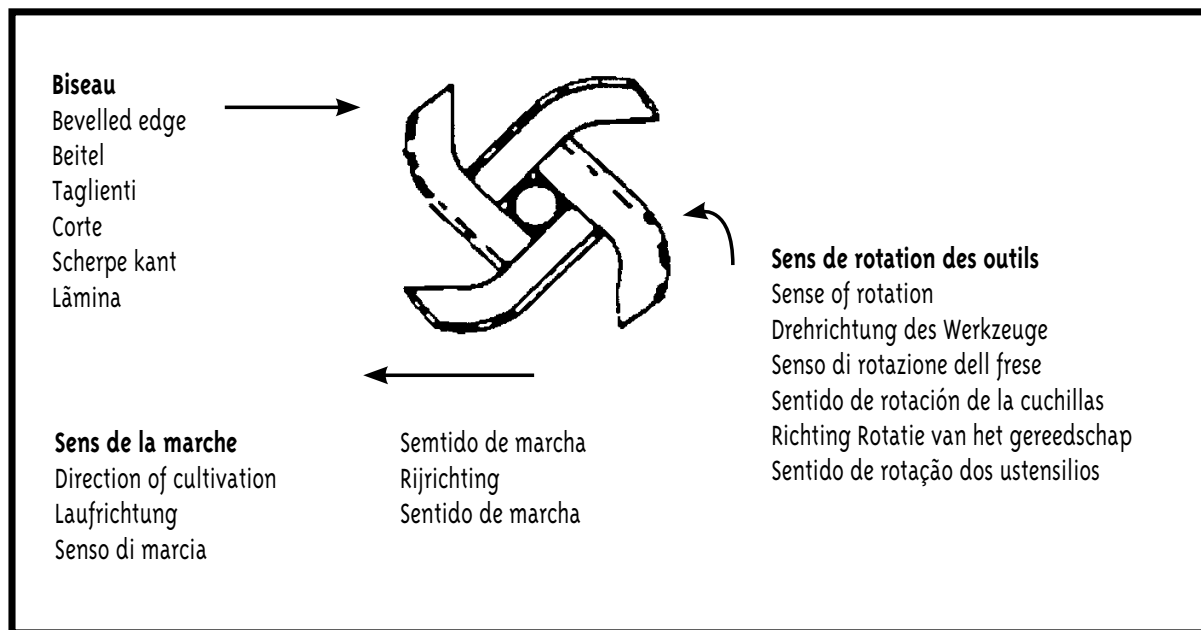 Biseau
Bevelled edge
Beitel
Taglienti
Corte
Scherpe kant
Lãmina
Sens de rotation des outils
Sense of rotation
Drehrichtung des Werkzeuge
Senso di rotazione dell frese
Sentido de rotación de la cuchillas
Richting Rotatie van het gereedschap
Sentido de rotação dos ustensilios
Sens de la marche
Direction of cultivation
Laufrichtung
Senso di marcia
Semtido de marcha
Rijrichting
Sentido de marcha